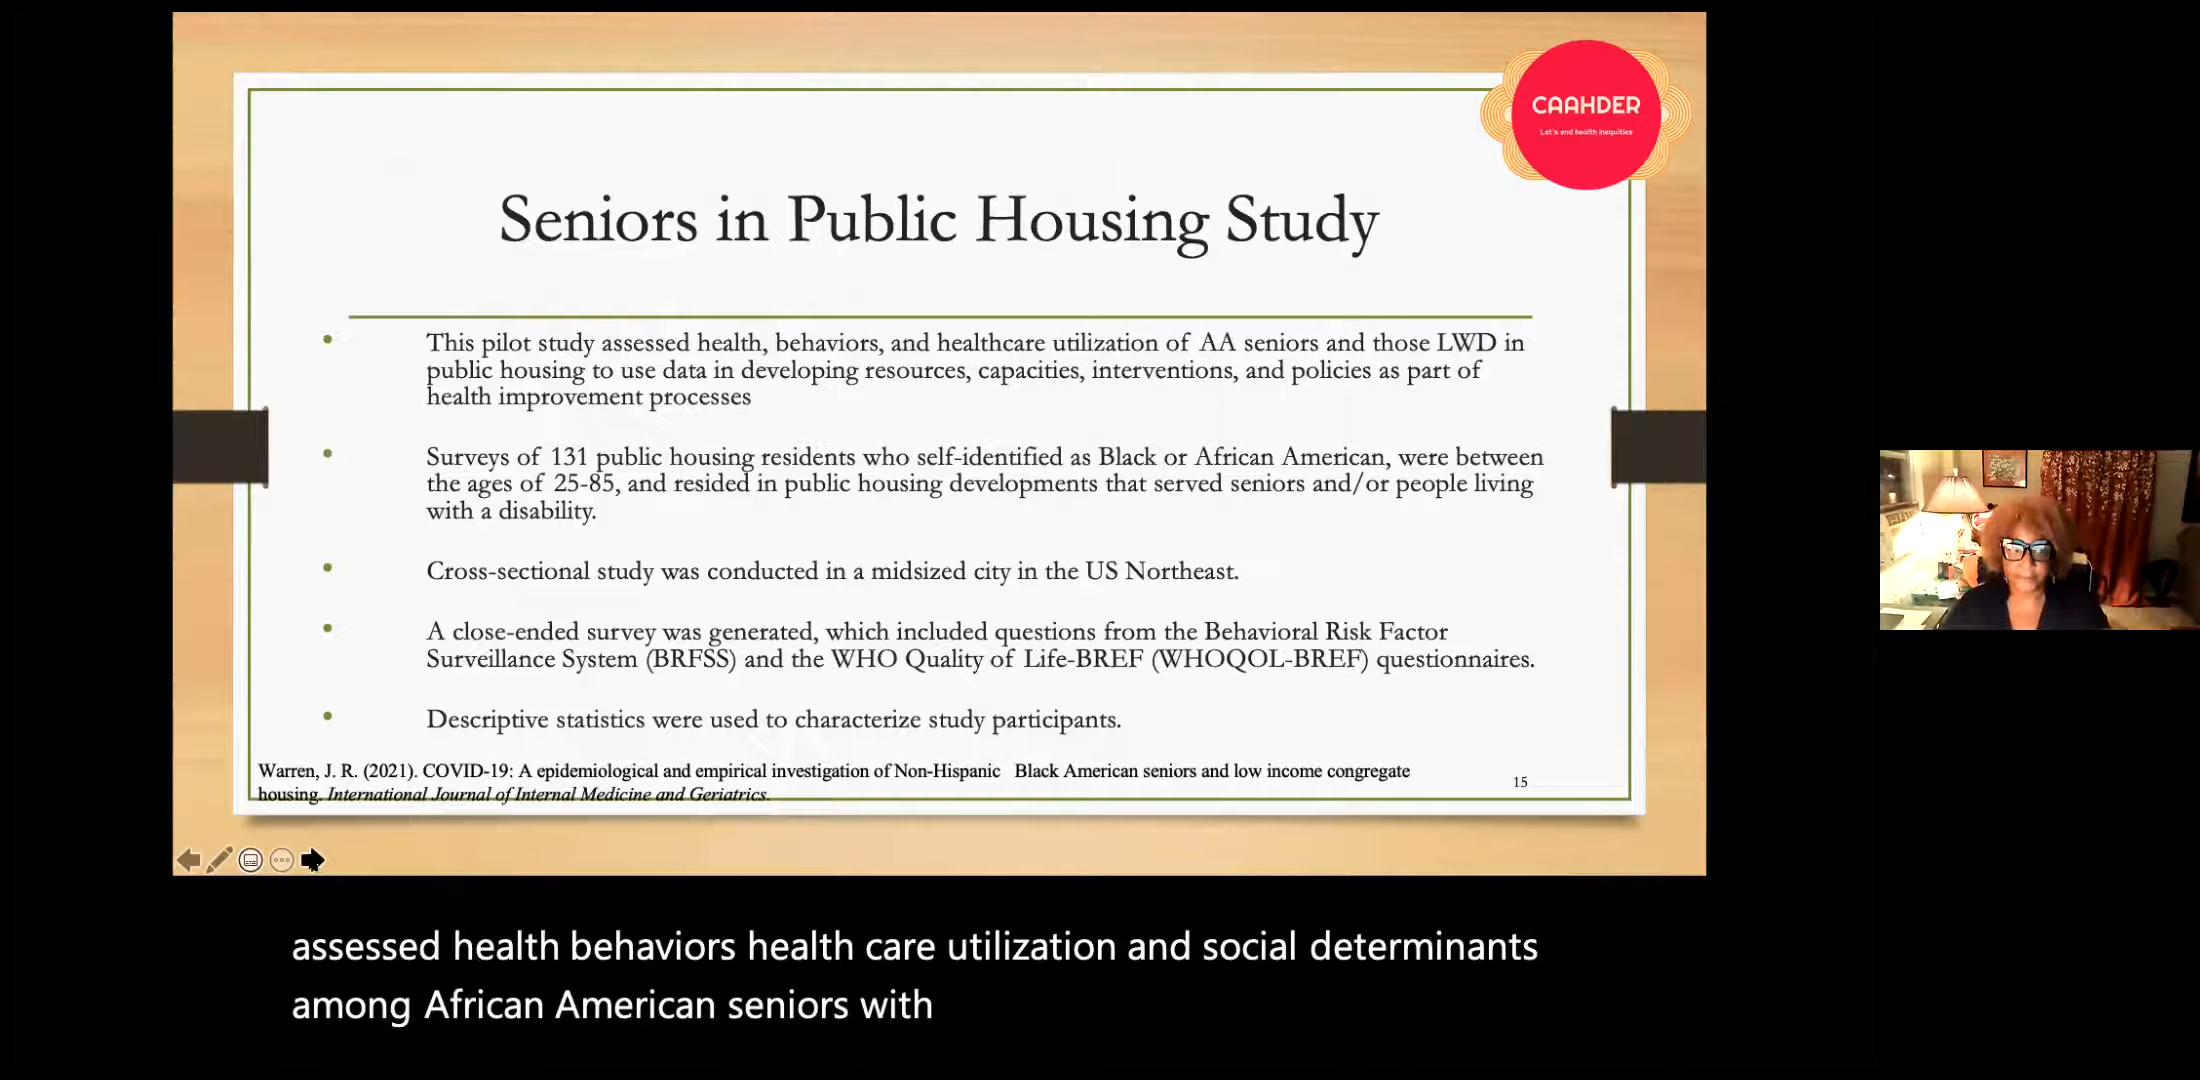 CAAHDER
Let's end health inequities
Seniors in Public Housing Study
• This pilot study assessed health, behaviors, and healthcare utilization of AA seniors and those LWD in
public housing to use data in developing resources, capacities, interventions, and policies as part of
health improvement processes
• Surveys of 131 public housing residents who self-identified as Black or African American, were between
the ages of 25-85, and resided in public housing developments that served seniors and/or people living
with a disability.
• Cross-sectional study was conducted in a midsized city in the US Northeast.
• A close-ended survey was generated, which included questions from the Behavioral Risk Factor
Surveillance System (BRFSS) and the WHO Quality of Life-BREF (WHOQOL-BREF) questionnaires.
• Descriptive statistics were used to characterize study participants.
Warren, J. R. (2021). COVID-19: A epidemiological and empirical investigation of Non-Hispanic Black American seniors and low income congregate
housing. International Journal of Internal Medicine and Geriatrics.
15
assessed health behaviors health care utilization and social determinants
among African American seniors with